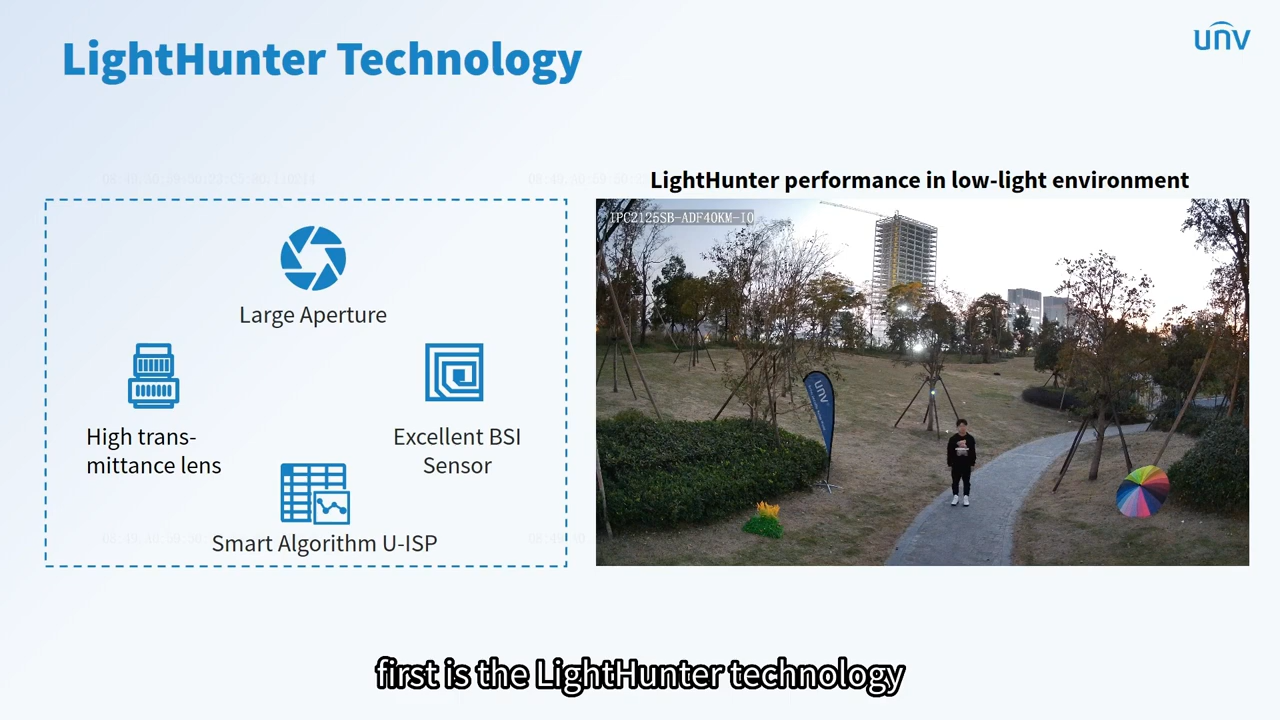 LightHunter Technology
unv
LightHunter performance in low-light environment
Large Aperture
High trans-
mittance lens
Excellent BSI
Sensor
Smart Algorithm U-ISP
IPC2125SB-ADF40KM-I0
unv
first is the LightHunter technology